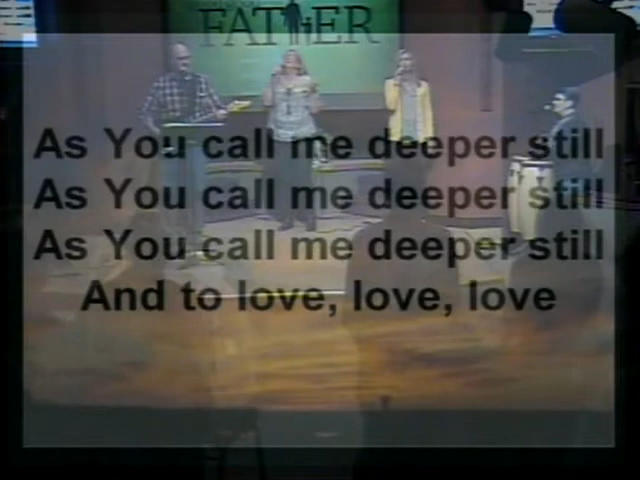 FATHER
As You call me deeper still
As You call me deeper still
As You call me deeper still
And to love, love, love